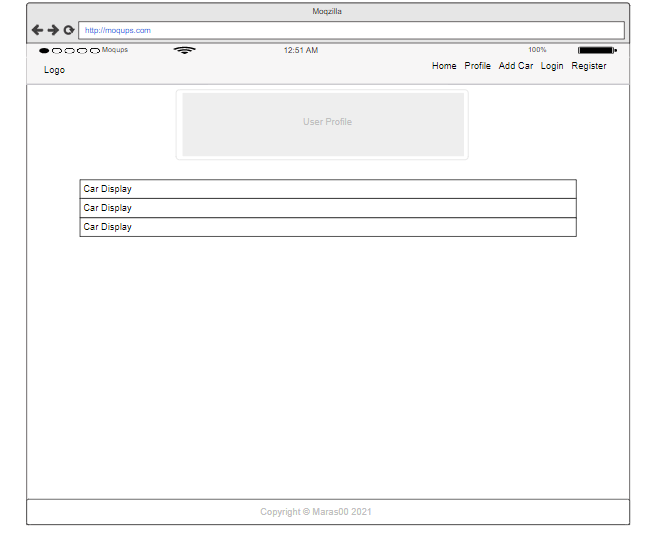 Moqzilla
http://moqups.com
Moqups 12:51 AM 100%
Logo Home Profile Add Car Login Register
User Profile
Car Display
Car Display
Car Display
Copyright © Maras00 2021